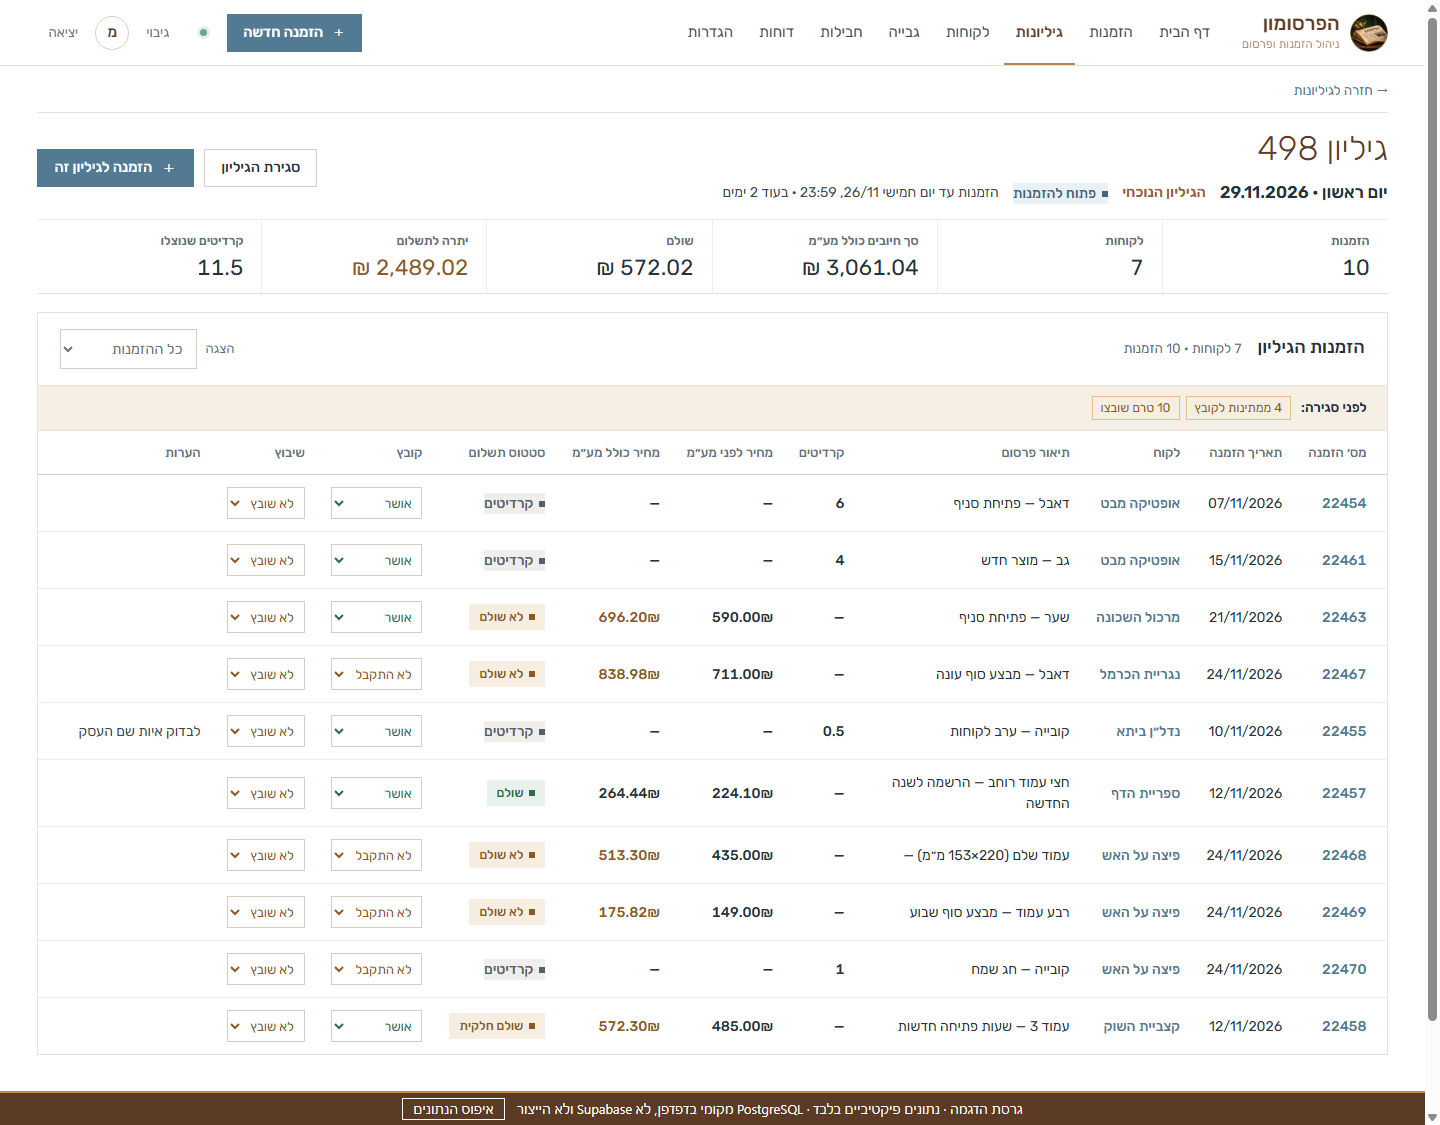 הפרסומון
ניהול הזמנות ופרסום
דף הבית הזמנות גיליונות לקוחות גבייה חבילות דוחות הגדרות
+ הזמנה חדשה
גיבוי
מ
יציאה
→ חזרה לגיליונות
גיליון 498
יום ראשון • 29.11.2026 הגיליון הנוכחי פתוח להזמנות הזמנות עד יום חמישי 26/11, 23:59 • בעוד 2 ימים
סגירת הגיליון
+ הזמנה לגיליון זה
הזמנות 10
לקוחות 7
סך חיובים כולל מע״מ 3,061.04 ₪
שולם 572.02 ₪
יתרה לתשלום 2,489.02 ₪
קרדיטים שנוצלו 11.5
הזמנות הגיליון 7 לקוחות • 10 הזמנות
הצגה כל ההזמנות
לפני סגירה: 4 ממתינות לקובץ 10 טרם שובצו
מס׳ הזמנה תאריך הזמנה לקוח תיאור פרסום קרדיטים מחיר לפני מע״מ מחיר כולל מע״מ סטטוס תשלום קובץ שיבוץ הערות
22454 07/11/2026 אופטיקה מבט דאבל – פתיחת סניף 6 – – קרדיטים אושר לא שובץ
22461 15/11/2026 אופטיקה מבט גב – מוצר חדש 4 – – קרדיטים אושר לא שובץ
22463 21/11/2026 מרכול השכונה שער – פתיחת סניף – 590.00₪ 696.20₪ לא שולם אושר לא שובץ
22467 24/11/2026 נגריית הכרמל דאבל – מבצע סוף עונה – 711.00₪ 838.98₪ לא שולם לא התקבל לא שובץ
22455 10/11/2026 נדל״ן ביתא קובייה – ערב לקוחות 0.5 – – קרדיטים אושר לא שובץ לבדוק איות שם העסק
22457 12/11/2026 ספריית הדף חצי עמוד רוחב – הרשמה לשנה החדשה – 224.10₪ 264.44₪ שולם אושר לא שובץ
22468 24/11/2026 פיצה על האש עמוד שלם (153×220 מ״מ) – – 435.00₪ 513.30₪ לא שולם לא התקבל לא שובץ
22469 24/11/2026 פיצה על האש רבע עמוד – מבצע סוף שבוע – 149.00₪ 175.82₪ לא שולם לא התקבל לא שובץ
22470 24/11/2026 פיצה על האש קובייה – חג שמח 1 – – קרדיטים לא התקבל לא שובץ
22458 12/11/2026 קצביית השוק עמוד 3 – שעות פתיחה חדשות – 485.00₪ 572.30₪ שולם חלקית אושר לא שובץ
גרסת הדגמה · נתונים פיקטיביים בלבד · PostgreSQL מקומי בדפדפן, לא Supabase ולא הייצור איפוס הנתונים